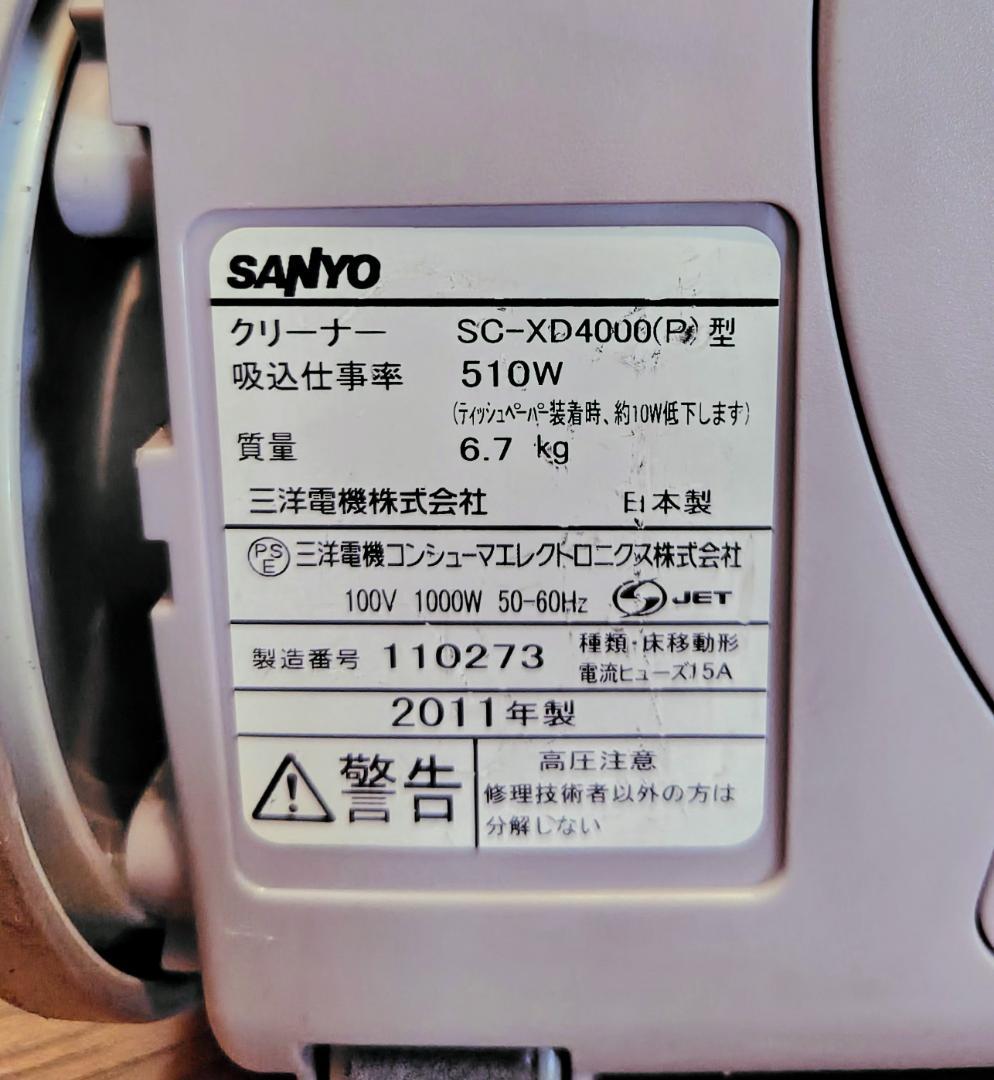 SANYO
クリーナー SC-XD4000(P)型
吸込仕事率 510W
(ティッシュペーパー装着時、約10W低下します)
質量 6.7 kg
三洋電機株式会社 日本製
PSE 三洋電機コンシューマエレクトロニクス株式会社
100V 1000W 50-60Hz JET
製造番号 110273 種類・床移動形
電流ヒューズ15A
2011年製
警告 高圧注意
修理技術者以外の方は
分解しない